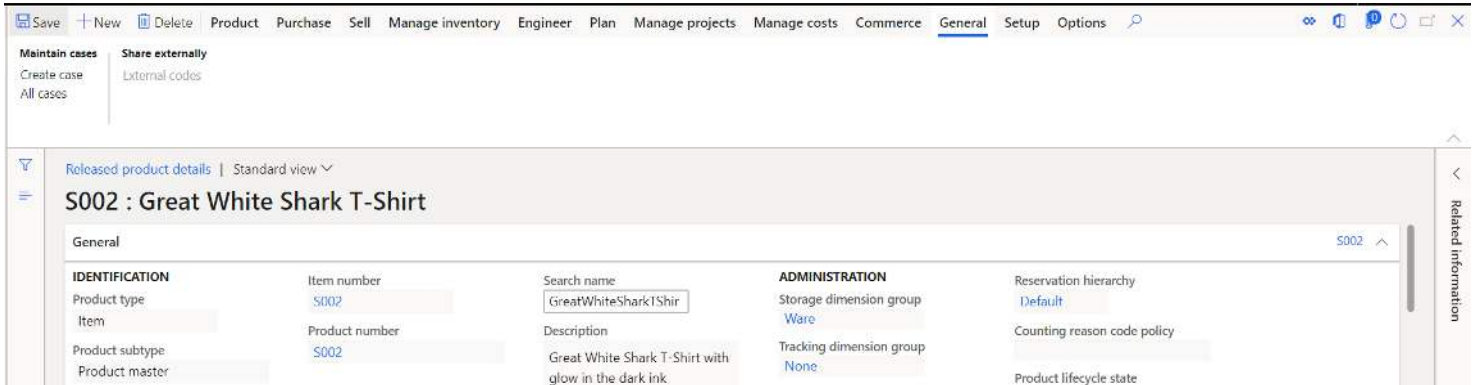 Save New Delete Product Purchase Sell Manage inventory Engineer Plan Manage projects Manage costs Commerce General Setup Options 0
Maintain cases Share externally
Create case External codes
All cases
Released product details | Standard view
S002 : Great White Shark T-Shirt
General S002
IDENTIFICATION Item number Search name ADMINISTRATION Reservation hierarchy
Product type S002 GreatWhiteSharkTShir Storage dimension group Default
Item Ware
Product number Description Counting reason code policy
Product subtype S002 Great White Shark T-Shirt with Tracking dimension group
Product master glow in the dark ink None Product lifecycle state
Related information